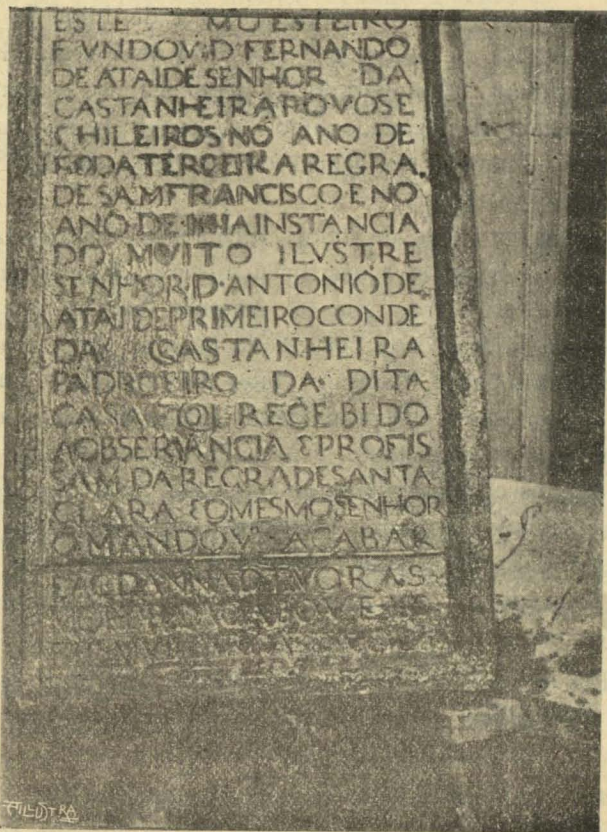 ESTE MOESTEIRO
FVNDOV D FERNANDO
DE ATAIDE SENHOR DA
CASTANHEIRA POVOS E
CHILEIROS NO ANO DE
DA TERCEIRA REGRA
DE SAM FRANCISCO E NO
ANO DE A INSTANCIA
DO MVITO ILVSTRE
SENHOR D ANTONIO DE
ATAIDE PRIMEIRO CONDE
DA CASTANHEIRA
PADROEIRO DA DITA
CASA FOI RECEBIDO
A OBSERVANCIA E PROFIS
SAM DA REGRA DE SANTA
CLARA E O MESMO SENHOR
O MANDOV ACABAR